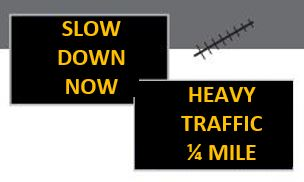 SLOW
DOWN
NOW
HEAVY
TRAFFIC
¼ MILE